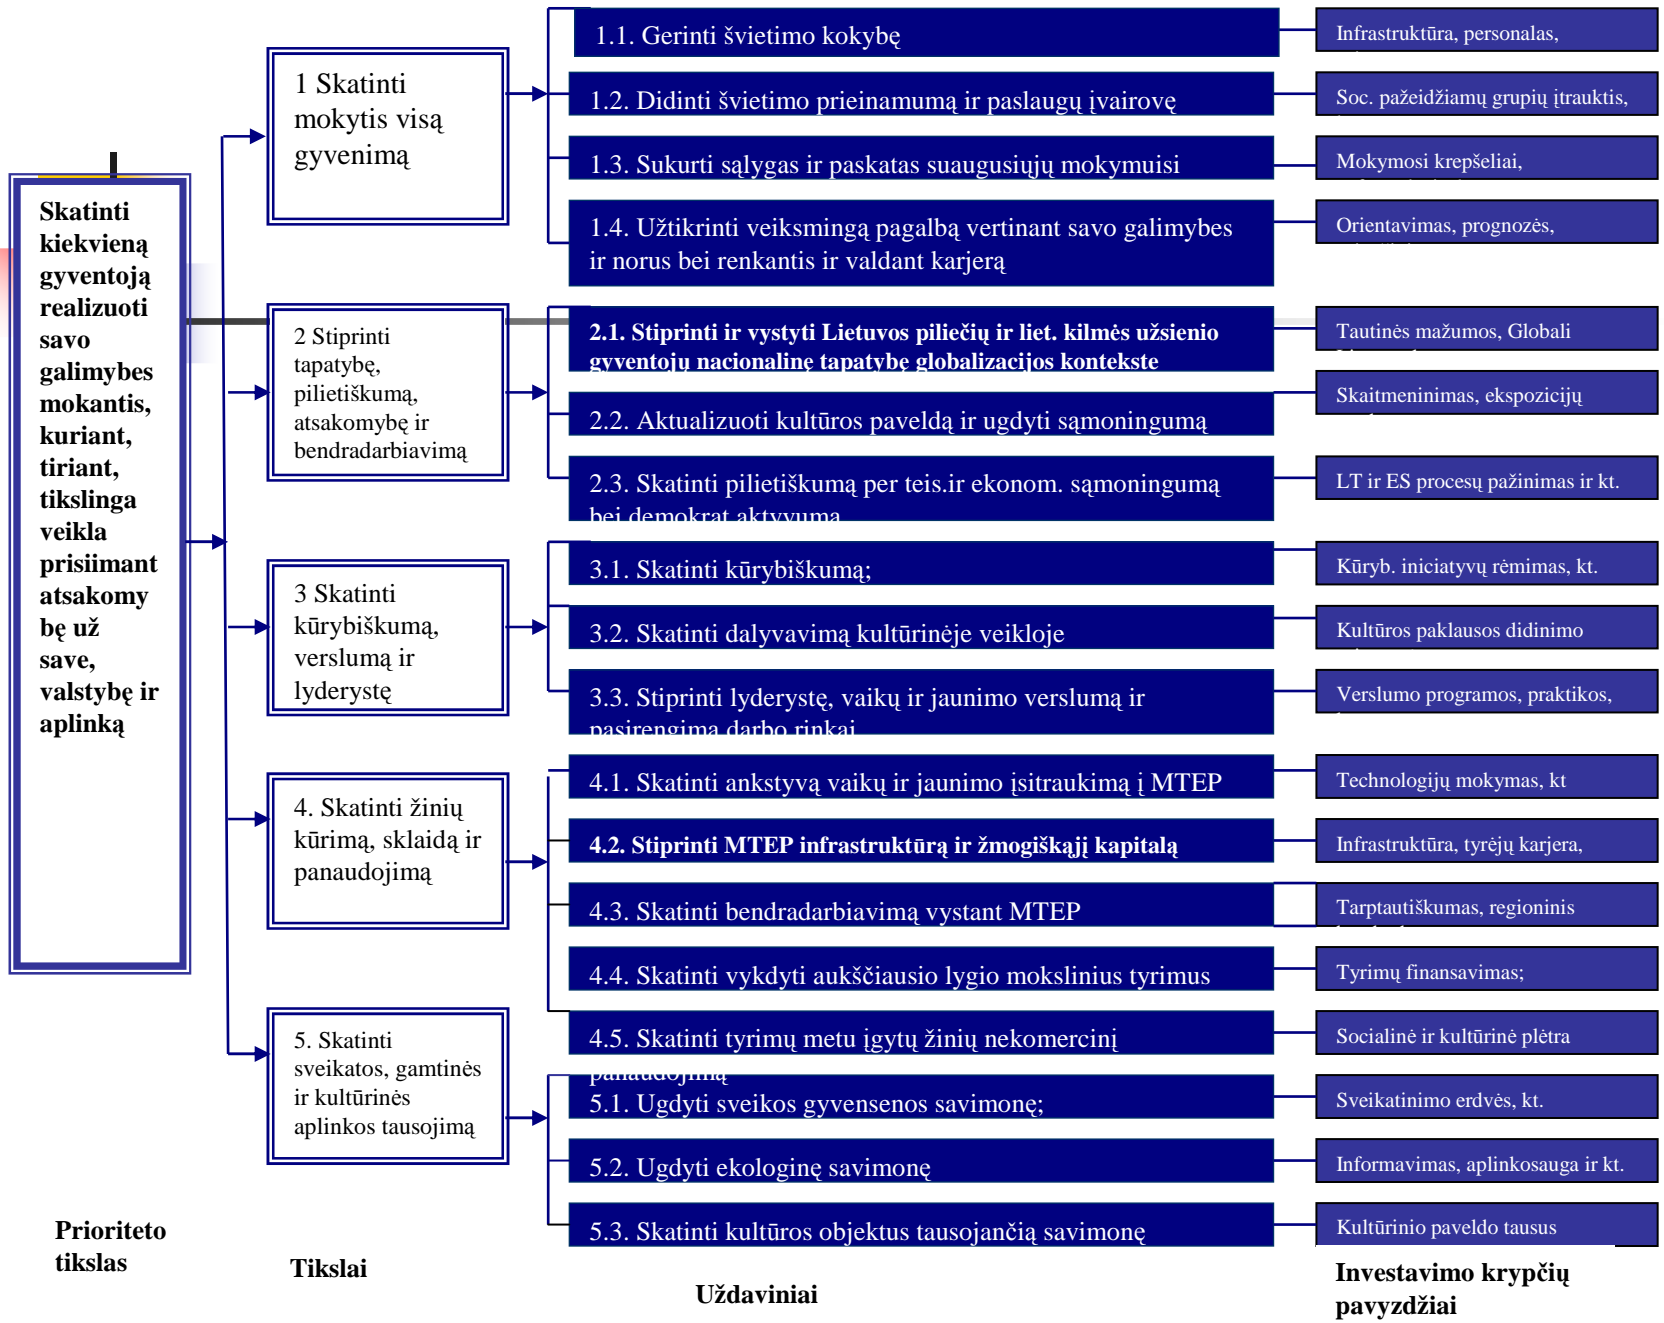 Skatinti
kiekvieną
gyventoją
realizuoti
savo
galimybes
mokantis,
kuriant,
tiriant,
tikslinga
veikla
prisiimant
atsakomy
bę už
save,
valstybę ir
aplinką
1 Skatinti
mokytis visą
gyvenimą
1.1. Gerinti švietimo kokybę
Infrastruktūra, personalas,
1.2. Didinti švietimo prieinamumą ir paslaugų įvairovę
Soc. pažeidžiamų grupių įtrauktis,
1.3. Sukurti sąlygas ir paskatas suaugusiųjų mokymuisi
Mokymosi krepšeliai,
1.4. Užtikrinti veiksmingą pagalbą vertinant savo galimybes
ir norus bei renkantis ir valdant karjerą
Orientavimas, prognozės,
2 Stiprinti
tapatybę,
pilietiškumą,
atsakomybę ir
bendradarbiavimą
2.1. Stiprinti ir vystyti Lietuvos piliečių ir liet. kilmės užsienio
gyventojų nacionalinę tapatybę globalizacijos kontekste
Tautinės mažumos, Globali
2.2. Aktualizuoti kultūros paveldą ir ugdyti sąmoningumą
Skaitmeninimas, ekspozicijų
2.3. Skatinti pilietiškumą per teis.ir ekonom. sąmoningumą
bei demokrat aktyvumą
LT ir ES procesų pažinimas ir kt.
3 Skatinti
kūrybiškumą,
verslumą ir
lyderystę
3.1. Skatinti kūrybiškumą;
Kūryb. iniciatyvų rėmimas, kt.
3.2. Skatinti dalyvavimą kultūrinėje veikloje
Kultūros paklausos didinimo
3.3. Stiprinti lyderystę, vaikų ir jaunimo verslumą ir
pasirengimą darbo rinkai
Verslumo programos, praktikos,
4. Skatinti žinių
kūrimą, sklaidą ir
panaudojimą
4.1. Skatinti ankstyvą vaikų ir jaunimo įsitraukimą į MTEP
Technologijų mokymas, kt
4.2. Stiprinti MTEP infrastruktūrą ir žmogiškąjį kapitalą
Infrastruktūra, tyrėjų karjera,
4.3. Skatinti bendradarbiavimą vystant MTEP
Tarptautiškumas, regioninis
4.4. Skatinti vykdyti aukščiausio lygio mokslinius tyrimus
Tyrimų finansavimas;
4.5. Skatinti tyrimų metu įgytų žinių nekomercinį
panaudojimą
Socialinė ir kultūrinė plėtra
5. Skatinti
sveikatos, gamtinės
ir kultūrinės
aplinkos tausojimą
5.1. Ugdyti sveikos gyvensenos savimonę;
Sveikatinimo erdvės, kt.
5.2. Ugdyti ekologinę savimonę
Informavimas, aplinkosauga ir kt.
5.3. Skatinti kultūros objektus tausojančią savimonę
Kultūrinio paveldo tausus
Prioriteto
tikslas
Tikslai
Uždaviniai
Investavimo krypčių
pavyzdžiai